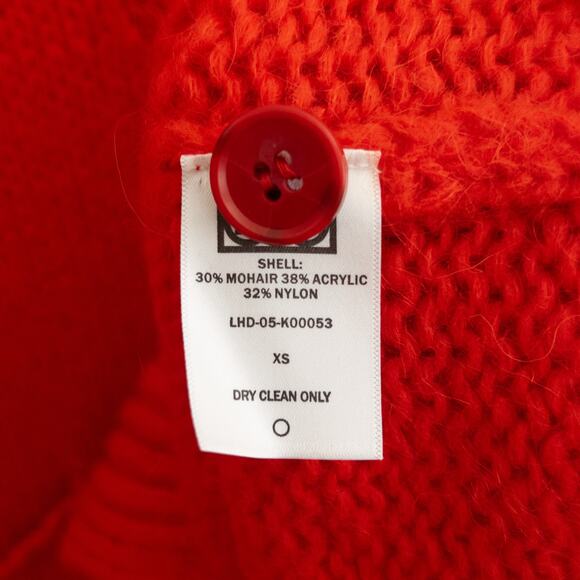 SHELL:
30% MOHAIR 38% ACRYLIC
32% NYLON
LHD-05-K00053
XS
DRY CLEAN ONLY